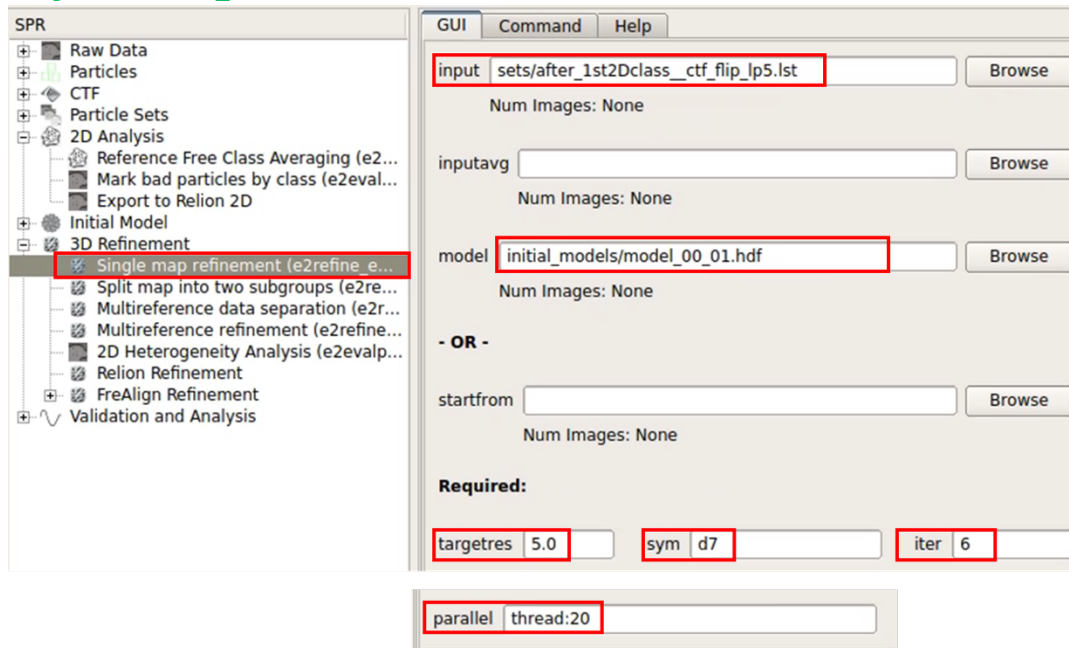 SPR
Raw Data
Particles
CTF
Particle Sets
2D Analysis
Reference Free Class Averaging (e2...
Mark bad particles by class (e2eval...
Export to Relion 2D
Initial Model
3D Refinement
Single map refinement (e2refine_e...
Split map into two subgroups (e2re...
Multireference data separation (e2r...
Multireference refinement (e2refine...
2D Heterogeneity Analysis (e2evalp...
Relion Refinement
FreAlign Refinement
Validation and Analysis
GUI Command Help
input sets/after_1st2Dclass__ctf_flip_lp5.lst Browse
Num Images: None
inputavg Browse
Num Images: None
model initial_models/model_00_01.hdf Browse
Num Images: None
- OR -
startfrom Browse
Num Images: None
Required:
targetres 5.0 sym d7 iter 6
parallel thread:20